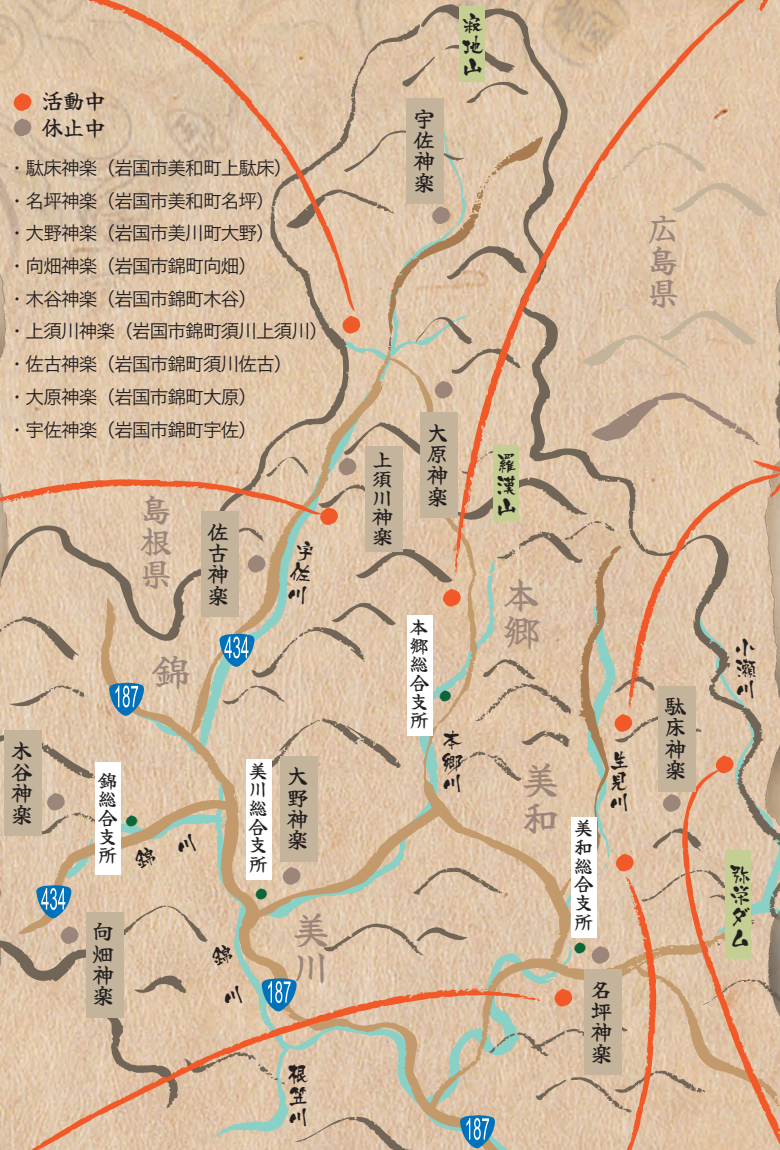 寂地山
活動中
休止中
・駄床神楽（岩国市美和町上駄床）
・名坪神楽（岩国市美和町名坪）
・大野神楽（岩国市美川町大野）
・向畑神楽（岩国市錦町向畑）
・木谷神楽（岩国市錦町木谷）
・上須川神楽（岩国市錦町須川上須川）
・佐古神楽（岩国市錦町須川佐古）
・大原神楽（岩国市錦町大原）
・宇佐神楽（岩国市錦町宇佐）
宇佐神楽
広島県
大原神楽
上須川神楽
羅漢山
島根県
佐古神楽
宇佐川
434
錦
187
本郷
本郷総合支所
小瀬川
駄床神楽
本郷川
生見川
美和
木谷神楽
錦総合支所
美川総合支所
大野神楽
美和総合支所
錦川
434
弥栄ダム
向畑神楽
美川
錦川
187
名坪神楽
根笠川
187